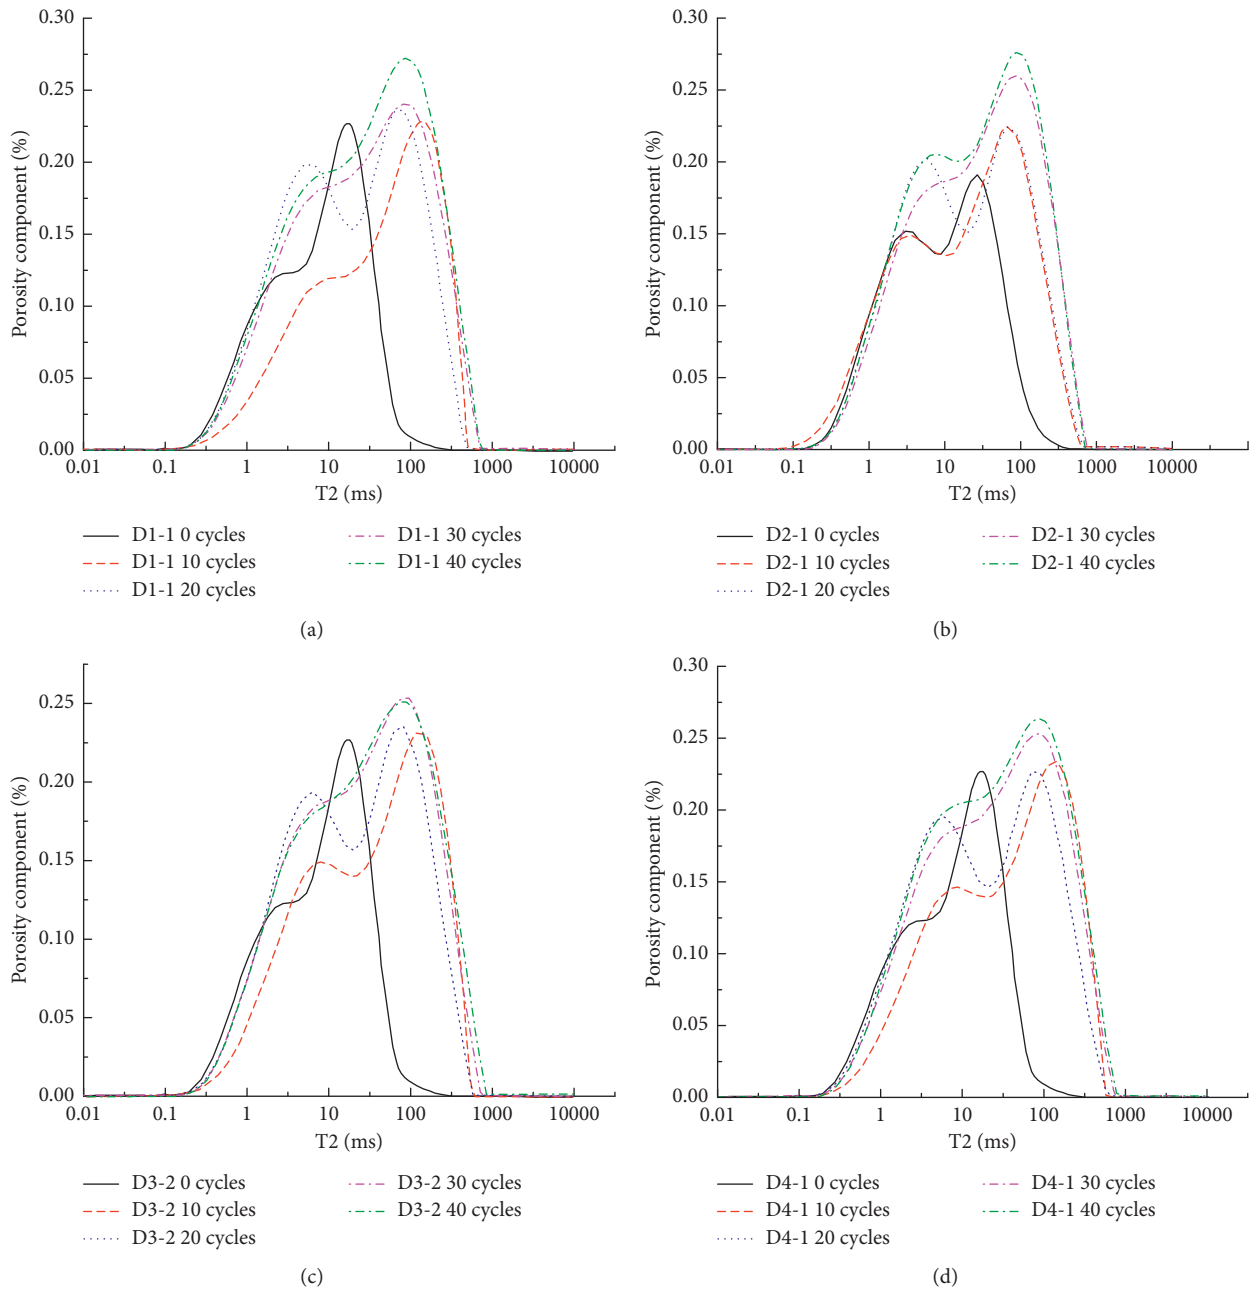 0.30
0.25
0.20
0.15
0.10
0.05
0.00
Porosity component (%)
0.01 0.1 1 10 100 1000 10000
T2 (ms)
D1-1 0 cycles
D1-1 10 cycles
D1-1 20 cycles
D1-1 30 cycles
D1-1 40 cycles
(a)
0.30
0.25
0.20
0.15
0.10
0.05
0.00
Porosity component (%)
0.01 0.1 1 10 100 1000 10000
T2 (ms)
D2-1 0 cycles
D2-1 10 cycles
D2-1 20 cycles
D2-1 30 cycles
D2-1 40 cycles
(b)
0.25
0.20
0.15
0.10
0.05
0.00
Porosity component (%)
0.01 0.1 1 10 100 1000 10000
T2 (ms)
D3-2 0 cycles
D3-2 10 cycles
D3-2 20 cycles
D3-2 30 cycles
D3-2 40 cycles
(c)
0.30
0.25
0.20
0.15
0.10
0.05
0.00
Porosity component (%)
0.01 0.1 1 10 100 1000 10000
T2 (ms)
D4-1 0 cycles
D4-1 10 cycles
D4-1 20 cycles
D4-1 30 cycles
D4-1 40 cycles
(d)